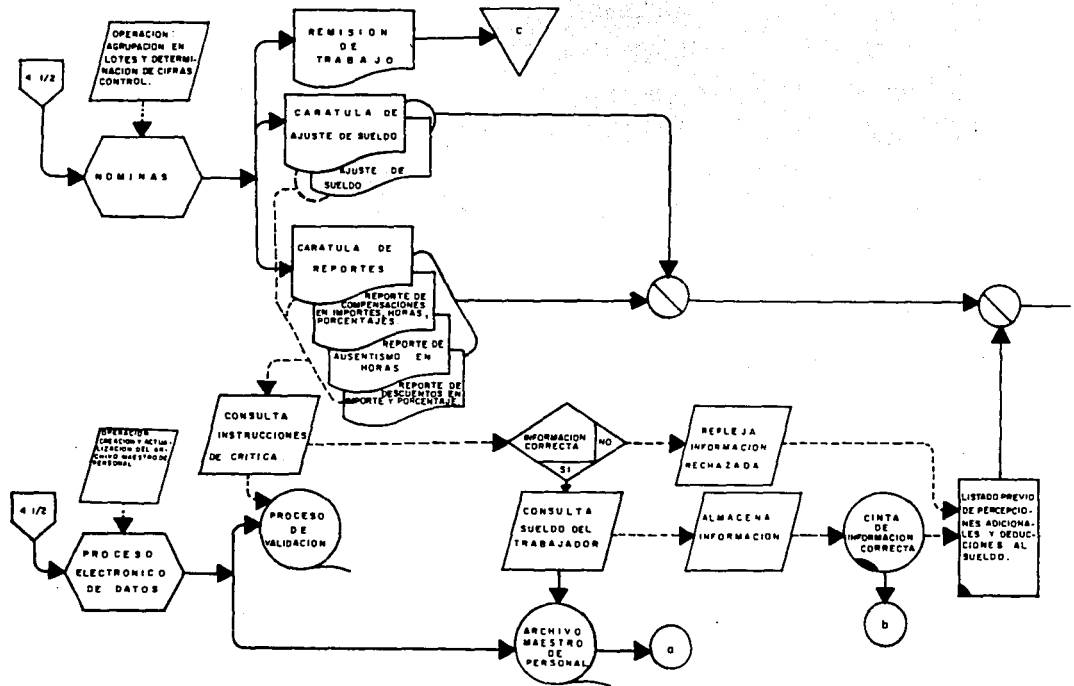 OPERACION:
AGRUPACION EN
LOTES Y DETERMI-
NACION DE CIFRAS
CONTROL.
4 1/2
NOMINAS
REMISION
DE
TRABAJO
C
CARATULA DE
AJUSTE DE SUELDO
AJUSTE DE
SUELDO
CARATULA DE
REPORTES
REPORTE DE
COMPENSACIONES
EN IMPORTES, HORAS,
PORCENTAJES
REPORTE DE
AUSENTISMO EN
HORAS
REPORTE DE
DESCUENTOS EN
IMPORTE Y PORCENTAJE.
CONSULTA
INSTRUCCIONES
DE CRITICA.
INFORMACION
CORRECTA
NO
SI
REFLEJA
INFORMACION
RECHAZADA
OPERACION
CREACION Y ACTUA-
LIZACION DEL AR-
CHIVO MAESTRO DE
PERSONAL
4 1/2
PROCESO
ELECTRONICO
DE DATOS
PROCESO
DE
VALIDACION
CONSULTA
SUELDO DEL
TRABAJADOR
ALMACENA
INFORMACION
CINTA
DE
INFORMACION
CORRECTA
LISTADO PREVIO
DE PERCEPCIO-
NES ADICIONA-
LES Y DEDUC-
CIONES AL
SUELDO.
ARCHIVO
MAESTRO
DE
PERSONAL
a
b